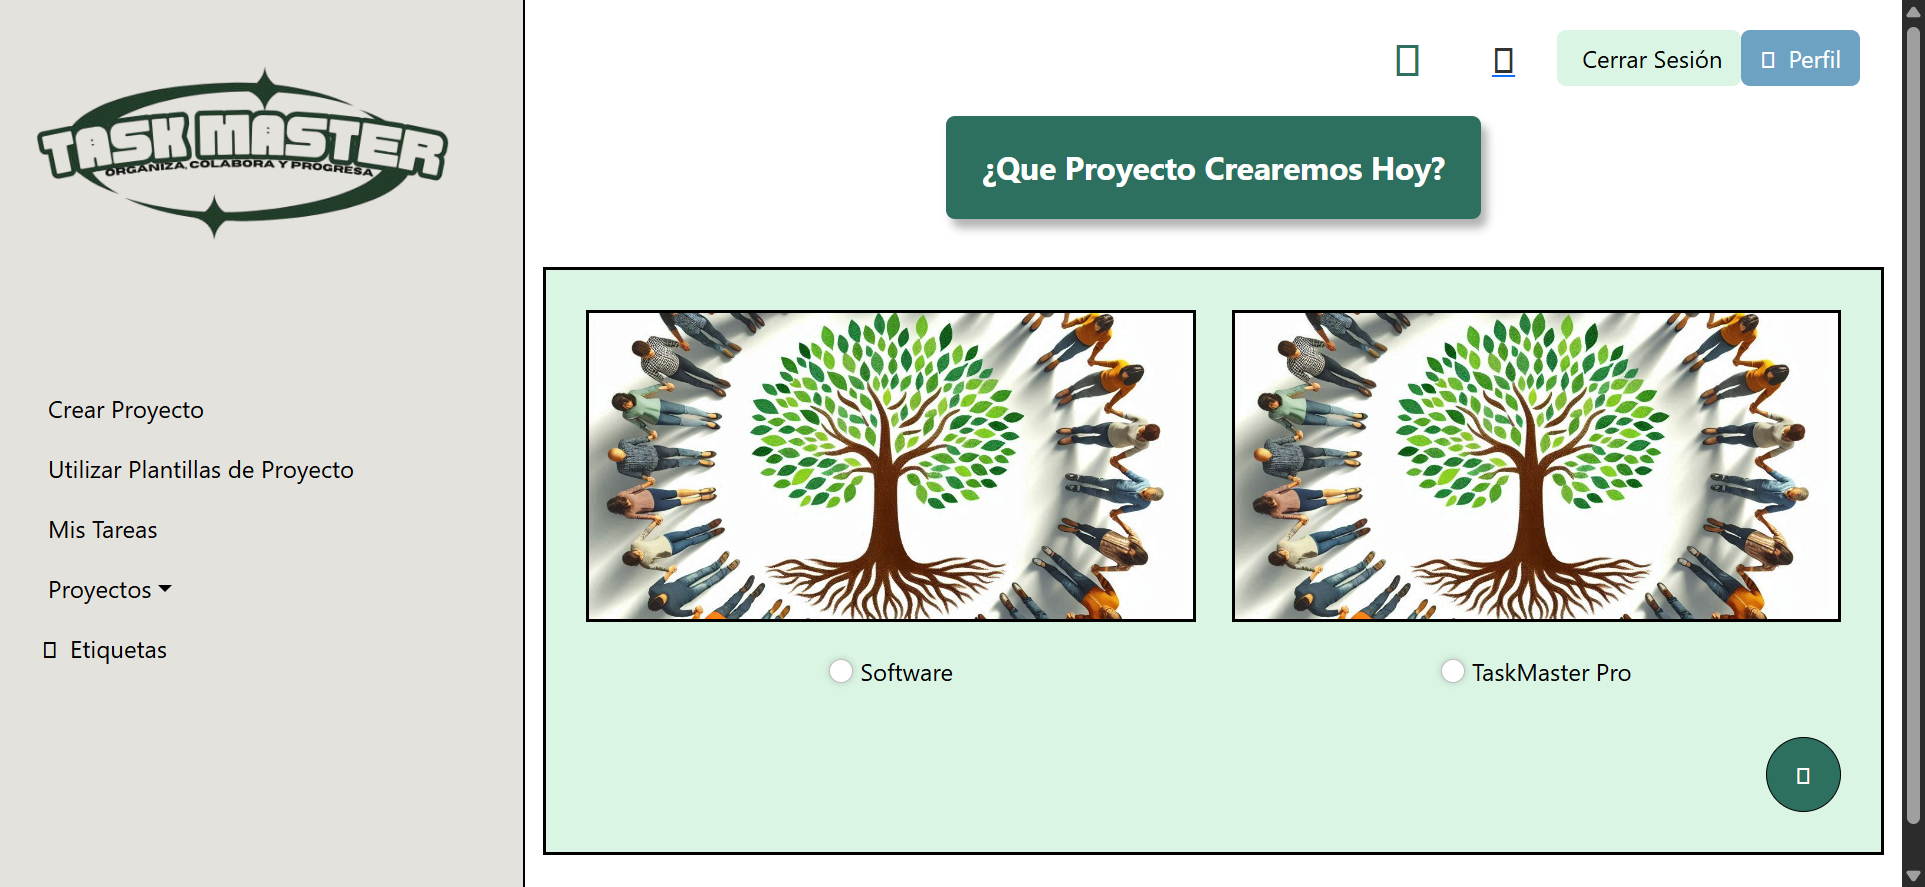 TASK MASTER
ORGANIZA, COLABORA Y PROGRESA
Crear Proyecto
Utilizar Plantillas de Proyecto
Mis Tareas
Proyectos
Etiquetas
Cerrar Sesión
Perfil
¿Que Proyecto Crearemos Hoy?
Software
TaskMaster Pro